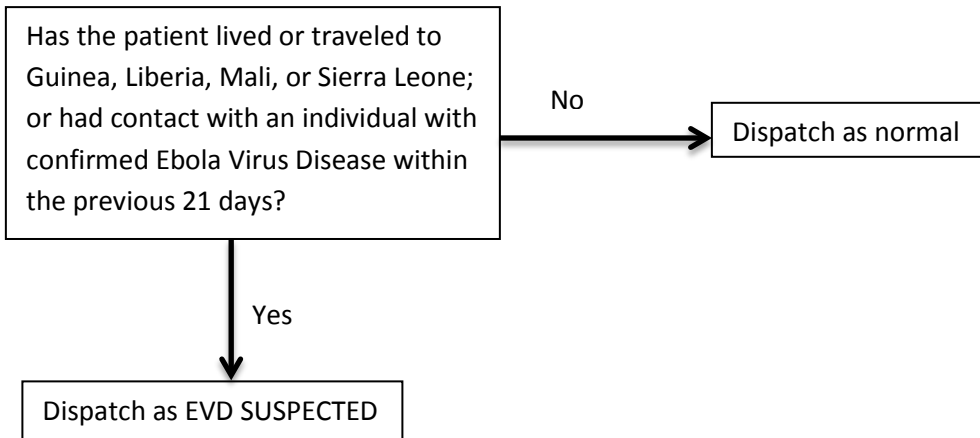 Has the patient lived or traveled to
Guinea, Liberia, Mali, or Sierra Leone;
or had contact with an individual with
confirmed Ebola Virus Disease within
the previous 21 days?
No
Dispatch as normal
Yes
Dispatch as EVD SUSPECTED